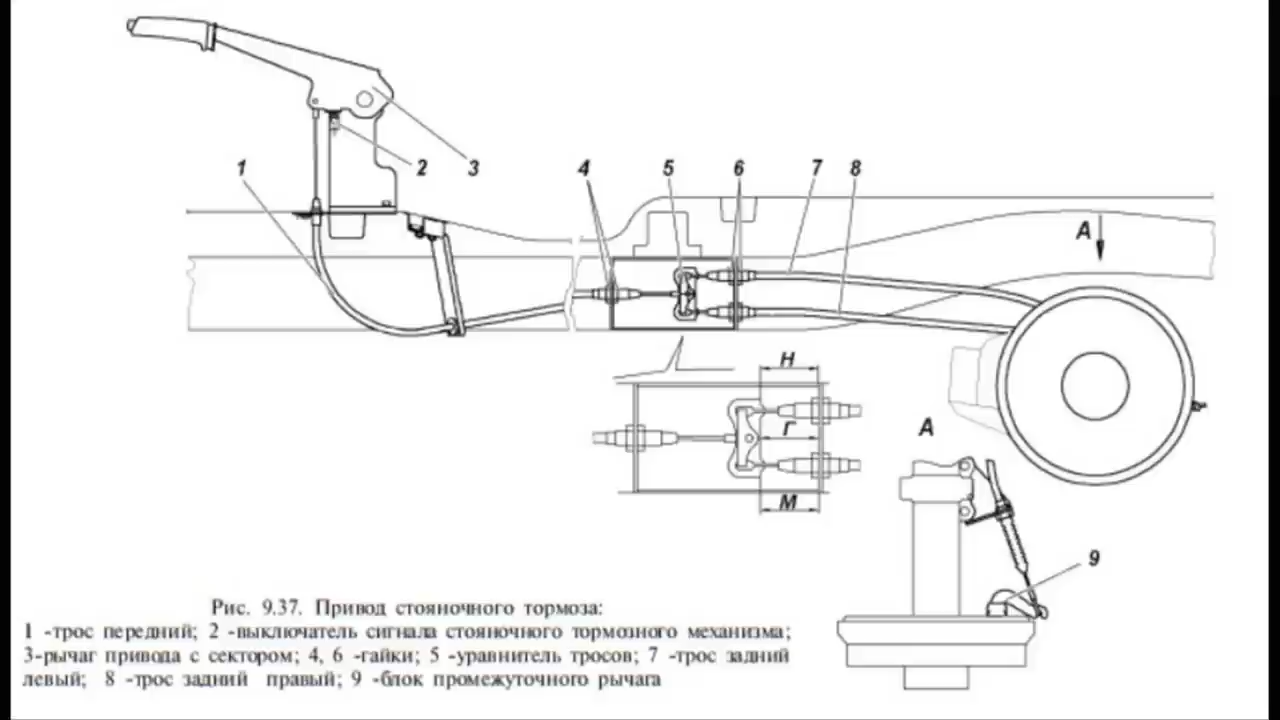 1 2 3 4 5 6 7 8
А
Н
Г
А
М
9
Рис. 9.37. Привод стояночного тормоза:
1 -трос передний; 2 -выключатель сигнала стояночного тормозного механизма;
3-рычаг привода с сектором; 4, 6 -гайки; 5 -уравнитель тросов; 7 -трос задний
левый; 8 -трос задний правый; 9 -блок промежуточного рычага